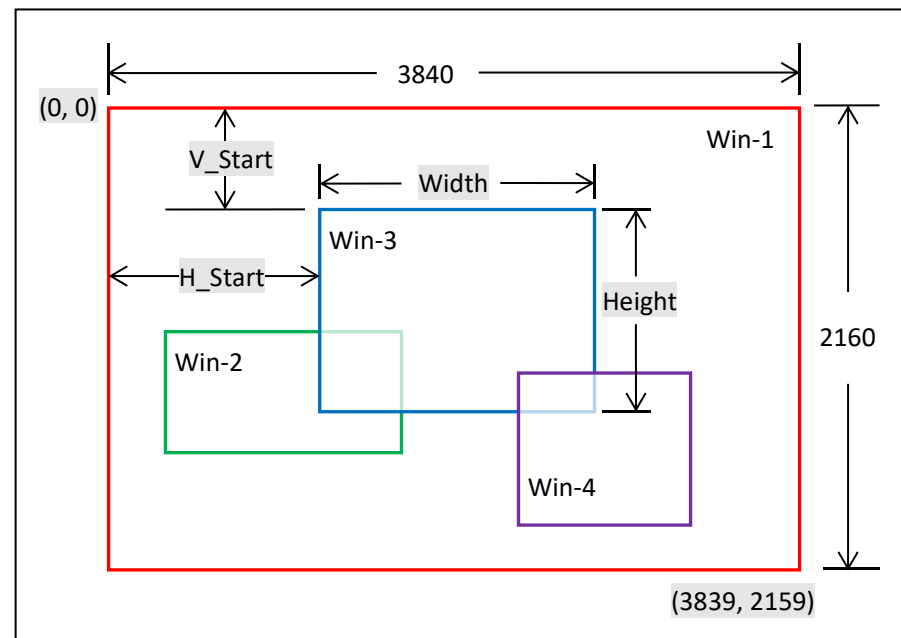 3840
(0, 0)
Win-1
V_Start
Width
Win-3
H_Start
Height
2160
Win-2
Win-4
(3839, 2159)